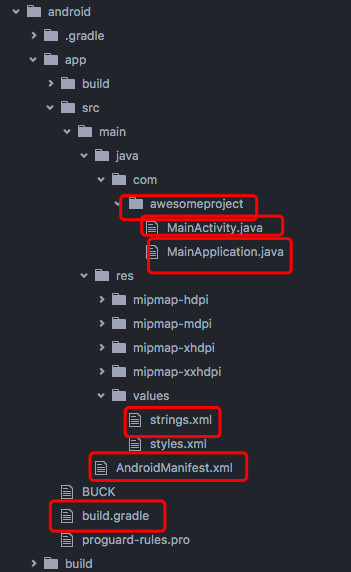 android
.gradle
app
build
src
main
java
com
awesomeproject
MainActivity.java
MainApplication.java
res
mipmap-hdpi
mipmap-mdpi
mipmap-xhdpi
mipmap-xxhdpi
values
strings.xml
styles.xml
AndroidManifest.xml
BUCK
build.gradle
proguard-rules.pro
build